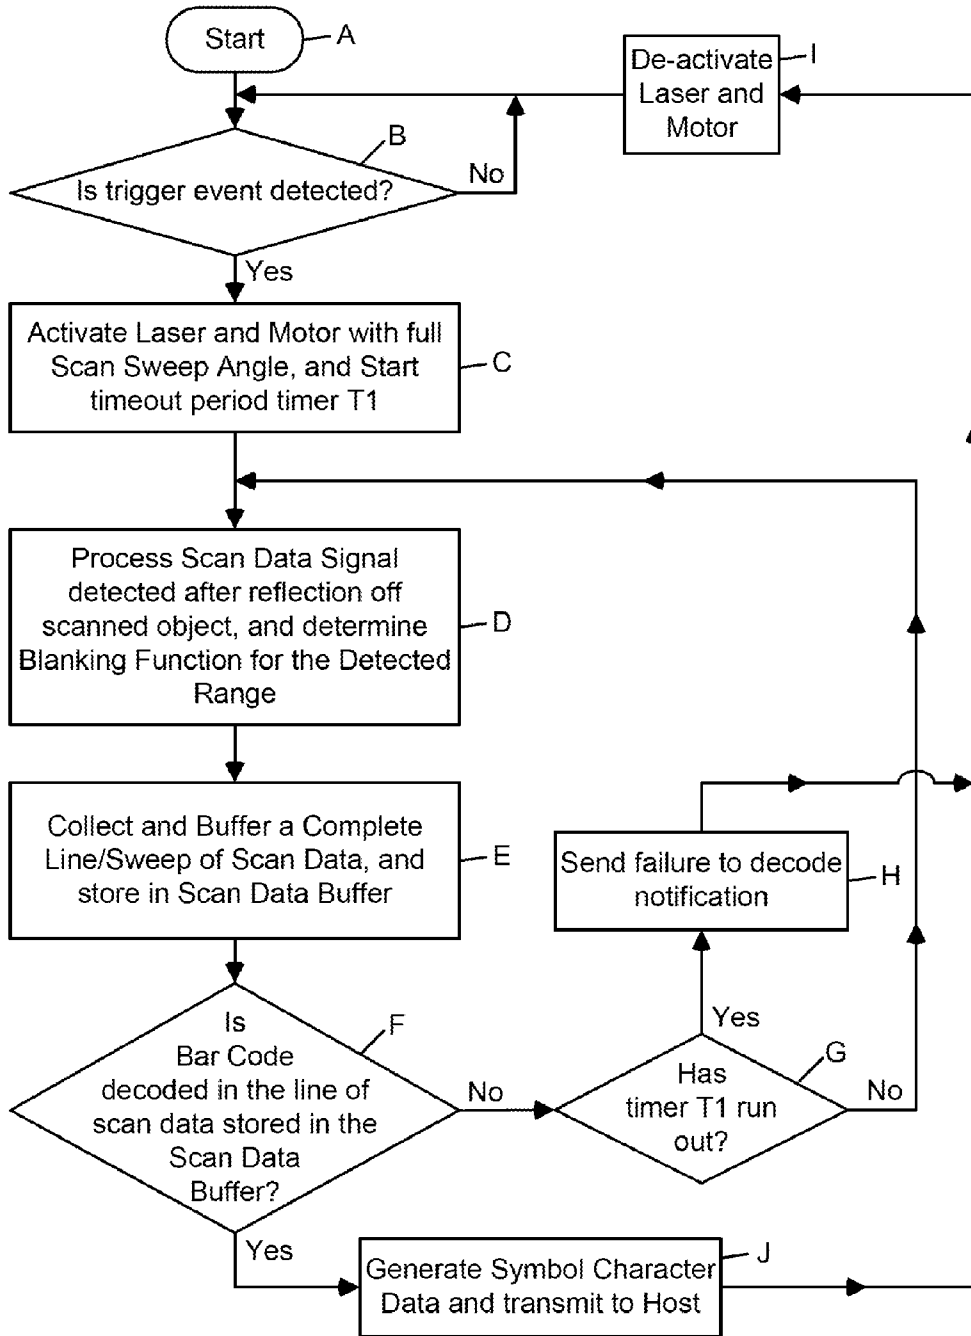 Start
A
De-activate
Laser and
Motor
I
B
Is trigger event detected?
No
Yes
Activate Laser and Motor with full
Scan Sweep Angle, and Start
timeout period timer T1
C
Process Scan Data Signal
detected after reflection off
scanned object, and determine
Blanking Function for the Detected
Range
D
Collect and Buffer a Complete
Line/Sweep of Scan Data, and
store in Scan Data Buffer
E
Send failure to decode
notification
H
Is
Bar Code
decoded in the line of
scan data stored in the
Scan Data
Buffer?
F
No
Yes
Has
timer T1 run
out?
G
No
Yes
Generate Symbol Character
Data and transmit to Host
J